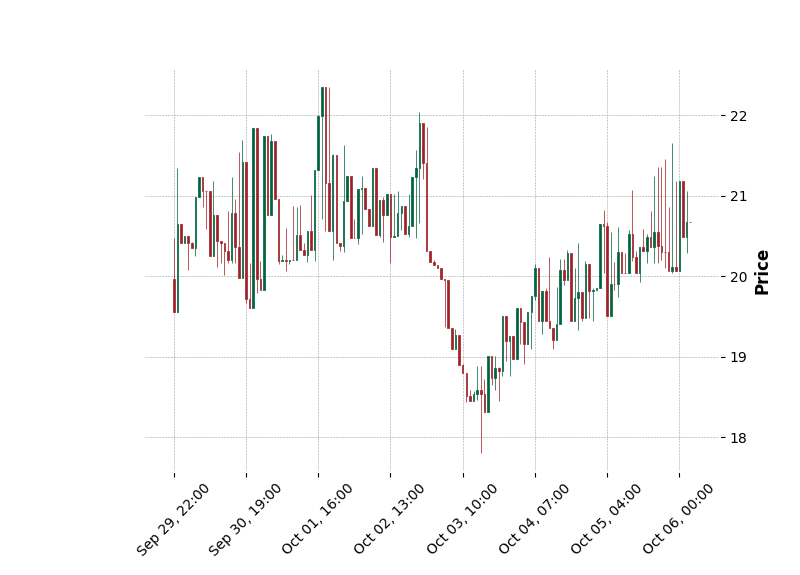 22
21
20
19
18
Price
Sep 29, 22:00
Sep 30, 19:00
Oct 01, 16:00
Oct 02, 13:00
Oct 03, 10:00
Oct 04, 07:00
Oct 05, 04:00
Oct 06, 00:00